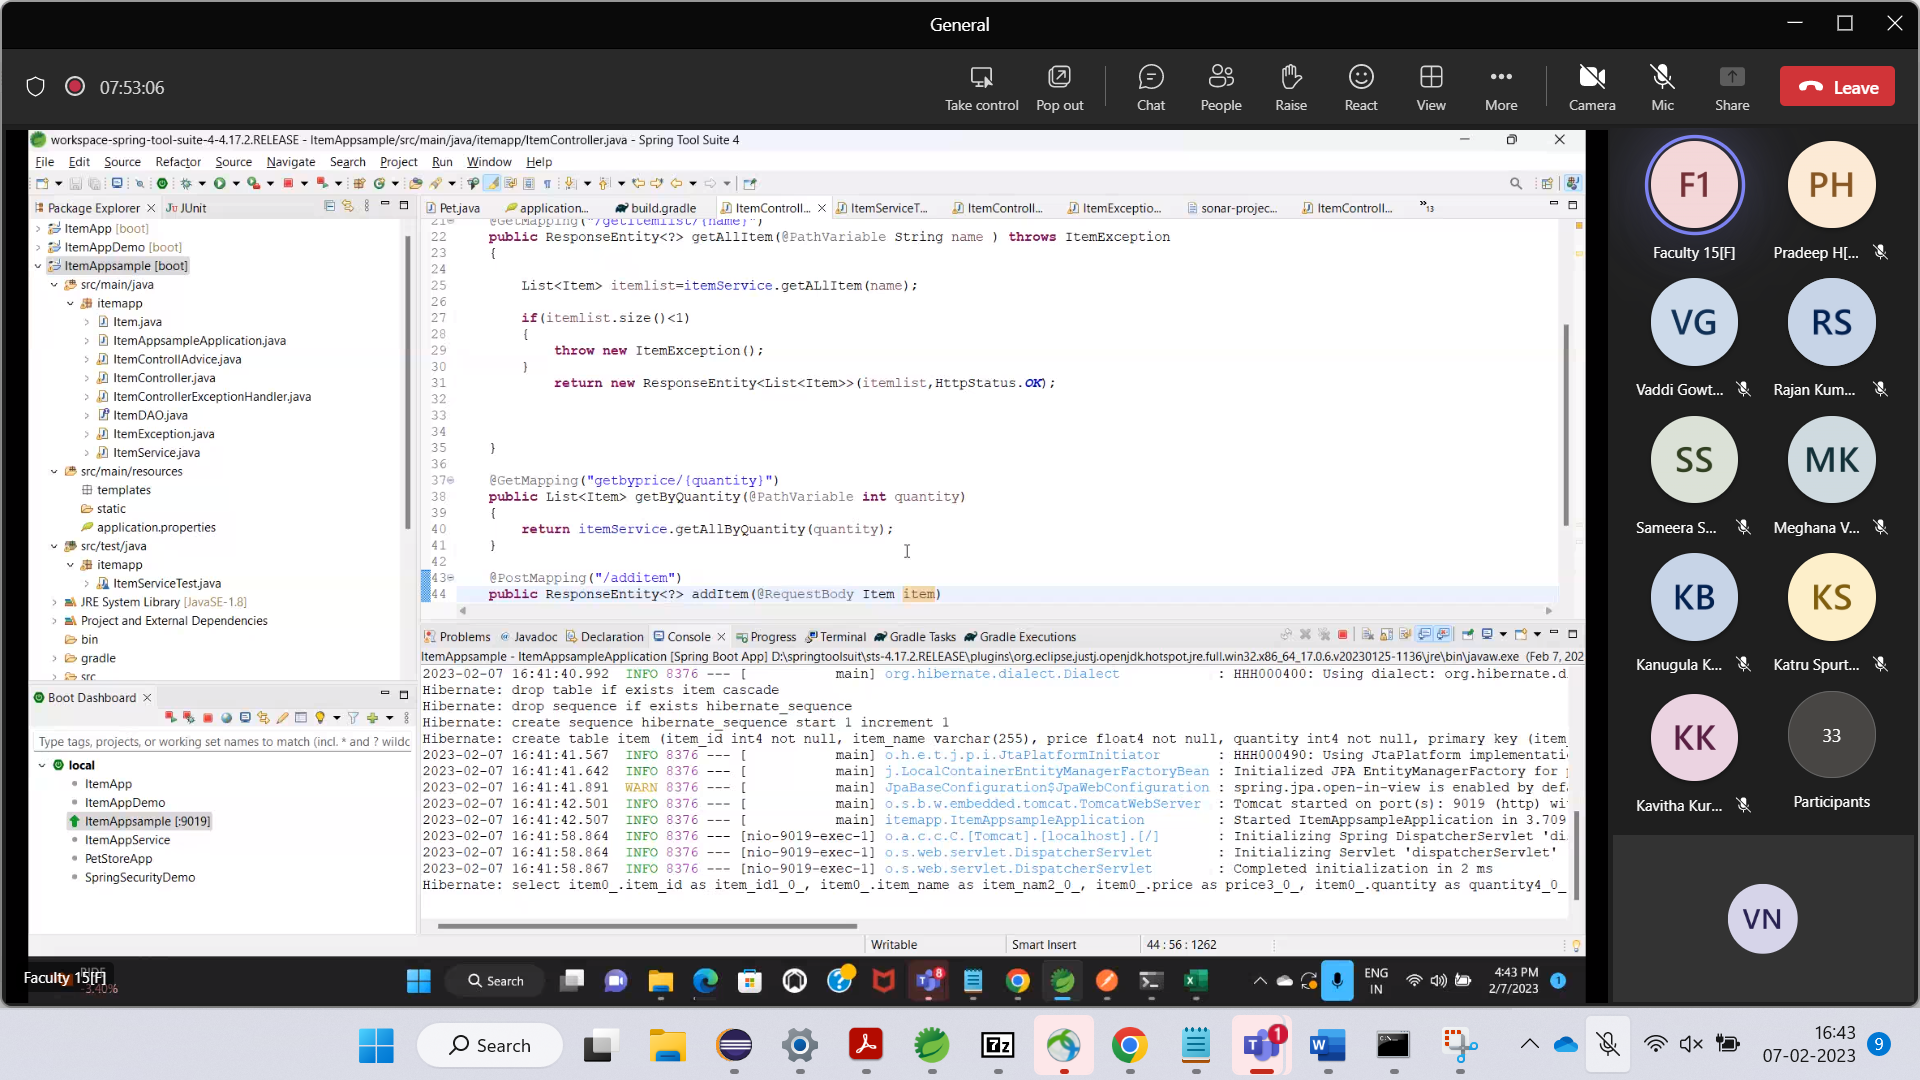 General
07:53:06
Take control
Pop out
Chat
People
Raise
React
View
More
Camera
Mic
Share
Leave
workspace-spring-tool-suite-4-4.17.2.RELEASE - ItemAppsample/src/main/java/itemapp/ItemController.java - Spring Tool Suite 4
File Edit Source Refactor Source Navigate Search Project Run Window Help
Package Explorer
JUnit
ItemApp [boot]
ItemAppDemo [boot]
ItemAppsample [boot]
src/main/java
itemapp
Item.java
ItemAppsampleApplication.java
ItemControllAdvice.java
ItemController.java
ItemControllerExceptionHandler.java
ItemDAO.java
ItemException.java
ItemService.java
src/main/resources
templates
static
application.properties
src/test/java
itemapp
ItemServiceTest.java
JRE System Library [JavaSE-1.8]
Project and External Dependencies
bin
gradle
src
Boot Dashboard
Type tags, projects, or working set names to match (incl. * and ? wildc
local
ItemApp
ItemAppDemo
ItemAppsample [:9019]
ItemAppService
PetStoreApp
SpringSecurityDemo
Pet.java
application...
build.gradle
ItemControll...
ItemServiceT...
ItemControll...
ItemExceptio...
sonar-projec...
ItemControll...
»13
21 @GetMapping("/getitemlist/{name}")
22 public ResponseEntity<?> getAllItem(@PathVariable String name ) throws ItemException
23 {
24
25 List<Item> itemlist=itemService.getALlItem(name);
26
27 if(itemlist.size()<1)
28 {
29 throw new ItemException();
30 }
31 return new ResponseEntity<List<Item>>(itemlist,HttpStatus.OK);
32
33
34
35 }
36
37 @GetMapping("getbyprice/{quantity}")
38 public List<Item> getByQuantity(@PathVariable int quantity)
39 {
40 return itemService.getAllByQuantity(quantity);
41 }
42
43 @PostMapping("/additem")
44 public ResponseEntity<?> addItem(@RequestBody Item item)
Problems Javadoc Declaration Console Progress Terminal Gradle Tasks Gradle Executions
ItemAppsample - ItemAppsampleApplication [Spring Boot App] D:\springtoolsuit\sts-4.17.2.RELEASE\plugins\org.eclipse.justj.openjdk.hotspot.jre.full.win32.x86_64_17.0.6.v20230125-1136\jre\bin\javaw.exe (Feb 7, 202
2023-02-07 16:41:40.992 INFO 8376 --- [ main] org.hibernate.dialect.Dialect : HHH000400: Using dialect: org.hibernate.d
Hibernate: drop table if exists item cascade
Hibernate: drop sequence if exists hibernate_sequence
Hibernate: create sequence hibernate_sequence start 1 increment 1
Hibernate: create table item (item_id int4 not null, item_name varchar(255), price float4 not null, quantity int4 not null, primary key (item
2023-02-07 16:41:41.567 INFO 8376 --- [ main] o.h.e.t.j.p.i.JtaPlatformInitiator : HHH000490: Using JtaPlatform implementati
2023-02-07 16:41:41.642 INFO 8376 --- [ main] j.LocalContainerEntityManagerFactoryBean : Initialized JPA EntityManagerFactory for p
2023-02-07 16:41:41.891 WARN 8376 --- [ main] JpaBaseConfiguration$JpaWebConfiguration : spring.jpa.open-in-view is enabled by defa
2023-02-07 16:41:42.501 INFO 8376 --- [ main] o.s.b.w.embedded.tomcat.TomcatWebServer : Tomcat started on port(s): 9019 (http) wi
2023-02-07 16:41:42.507 INFO 8376 --- [ main] itemapp.ItemAppsampleApplication : Started ItemAppsampleApplication in 3.709
2023-02-07 16:41:58.864 INFO 8376 --- [nio-9019-exec-1] o.a.c.c.C.[Tomcat].[localhost].[/] : Initializing Spring DispatcherServlet 'di
2023-02-07 16:41:58.864 INFO 8376 --- [nio-9019-exec-1] o.s.web.servlet.DispatcherServlet : Initializing Servlet 'dispatcherServlet'
2023-02-07 16:41:58.867 INFO 8376 --- [nio-9019-exec-1] o.s.web.servlet.DispatcherServlet : Completed initialization in 2 ms
Hibernate: select item0_.item_id as item_id1_0_, item0_.item_name as item_nam2_0_, item0_.price as price3_0_, item0_.quantity as quantity4_0_
Writable
Smart Insert
44 : 56 : 1262
Faculty 15[F]
-3.40%
Search
8
ENG
IN
4:43 PM
2/7/2023
1
F1
Faculty 15[F]
PH
Pradeep H[...
VG
Vaddi Gowt...
RS
Rajan Kum...
SS
Sameera S...
MK
Meghana V...
KB
Kanugula K...
KS
Katru Spurt...
KK
Kavitha Kur...
33
Participants
VN
Search
7z
1
16:43
07-02-2023
9